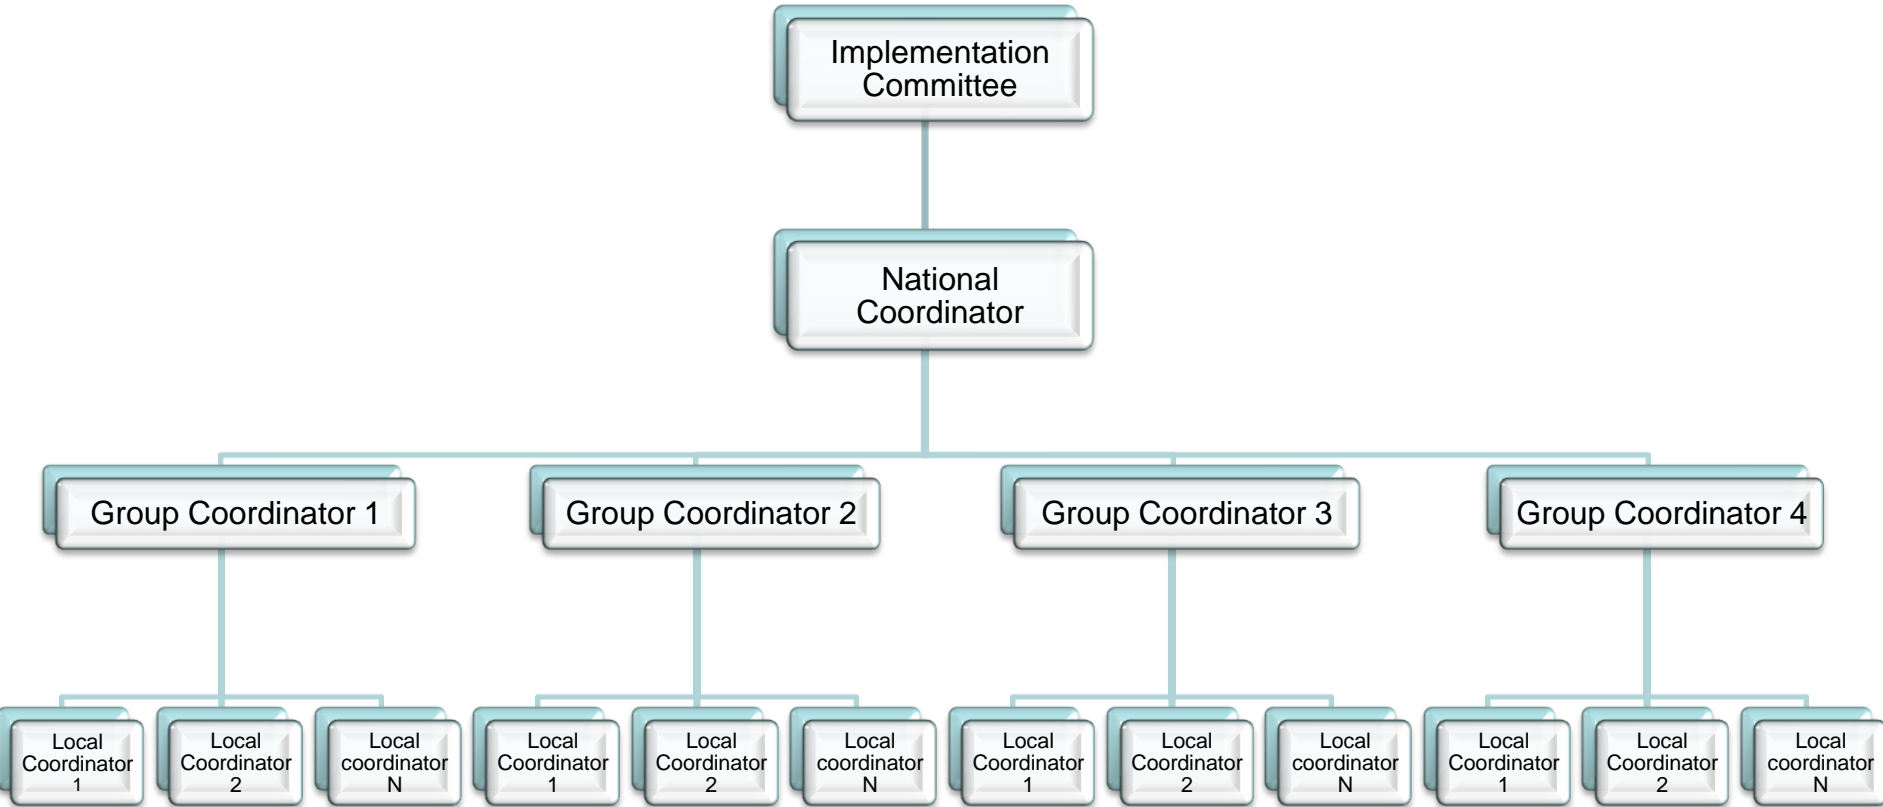 Implementation
Committee
National
Coordinator
Group Coordinator 1
Group Coordinator 2
Group Coordinator 3
Group Coordinator 4
Local
Coordinator
1
Local
Coordinator
2
Local
coordinator
N
Local
Coordinator
1
Local
Coordinator
2
Local
coordinator
N
Local
Coordinator
1
Local
Coordinator
2
Local
coordinator
N
Local
Coordinator
1
Local
Coordinator
2
Local
coordinator
N